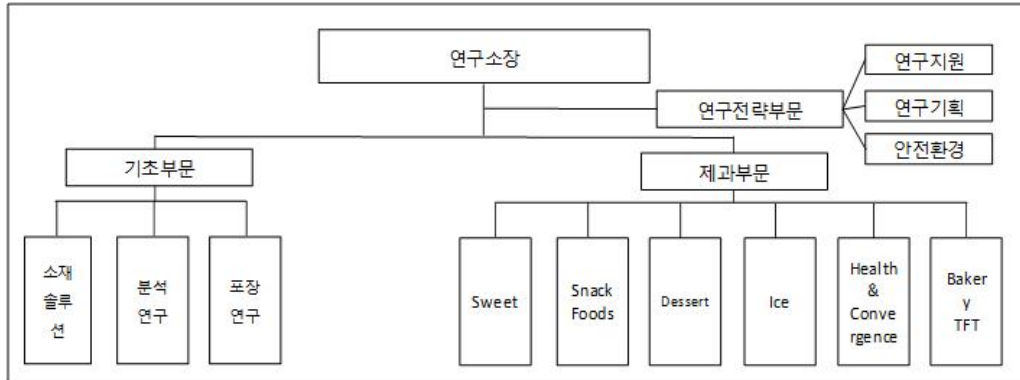 연구소장
연구지원
연구전략부문
연구기획
안전환경
기초부문
제과부문
소재
솔루
션
분석
연구
포장
연구
Sweet
Snack
Foods
Dessert
Ice
Health
&
Conve
rgence
Baker
y
TFT